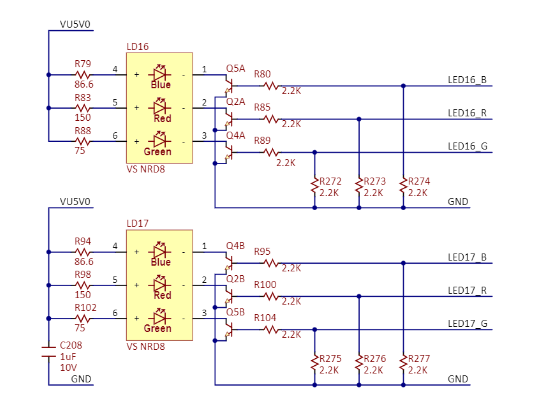 VU5V0
LD16
R79
86.6
4
+
-
1
Blue
Q5A
R80
2.2K
LED16_B
R83
150
5
+
-
2
Red
Q2A
R85
2.2K
LED16_R
R88
75
6
+
-
3
Green
Q4A
R89
2.2K
LED16_G
VS NRD8
R272
2.2K
R273
2.2K
R274
2.2K
GND
VU5V0
LD17
R94
86.6
4
+
-
1
Blue
Q4B
R95
2.2K
LED17_B
R98
150
5
+
-
2
Red
Q2B
R100
2.2K
LED17_R
R102
75
6
+
-
3
Green
Q5B
R104
2.2K
LED17_G
VS NRD8
C208
1uF
10V
GND
R275
2.2K
R276
2.2K
R277
2.2K
GND